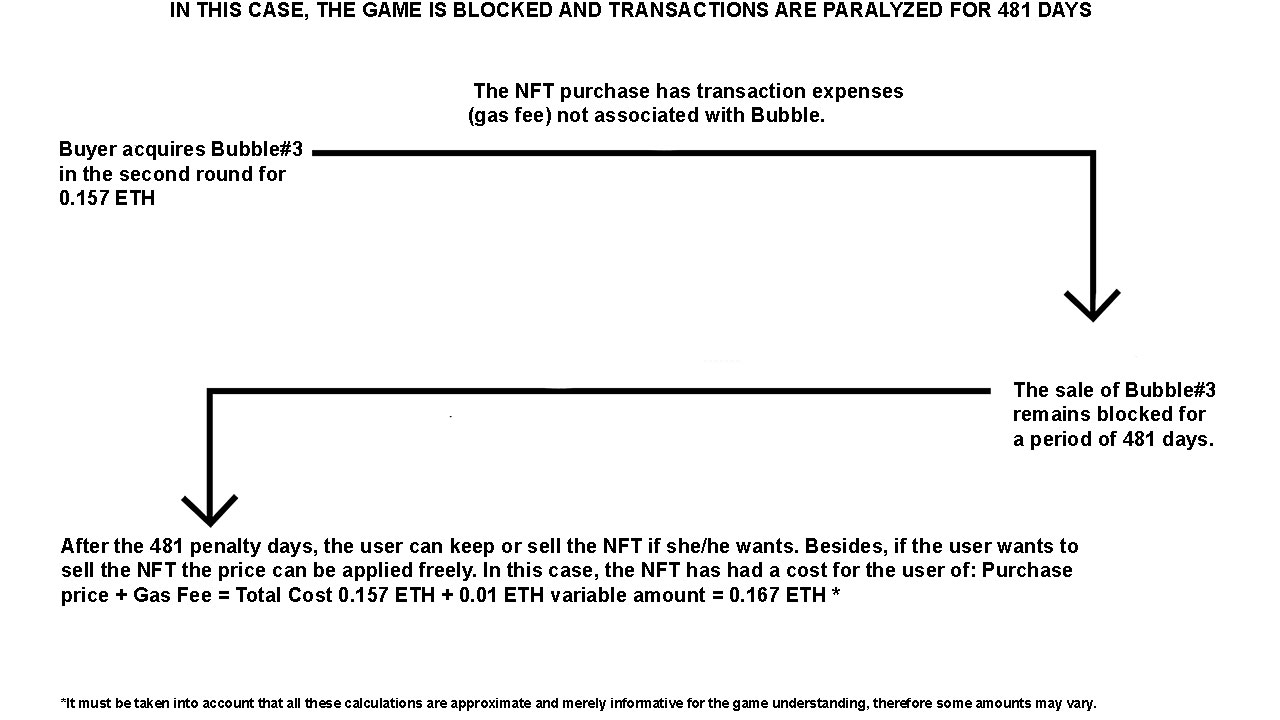 IN THIS CASE, THE GAME IS BLOCKED AND TRANSACTIONS ARE PARALYZED FOR 481 DAYS
The NFT purchase has transaction expenses
(gas fee) not associated with Bubble.
Buyer acquires Bubble#3
in the second round for
0.157 ETH
The sale of Bubble#3
remains blocked for
a period of 481 days.
After the 481 penalty days, the user can keep or sell the NFT if she/he wants. Besides, if the user wants to
sell the NFT the price can be applied freely. In this case, the NFT has had a cost for the user of: Purchase
price + Gas Fee = Total Cost 0.157 ETH + 0.01 ETH variable amount = 0.167 ETH *
*It must be taken into account that all these calculations are approximate and merely informative for the game understanding, therefore some amounts may vary.